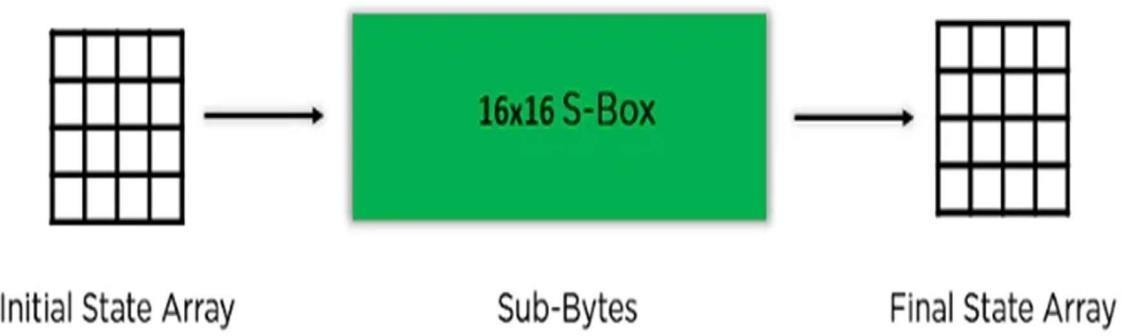 16x16 S-Box
Initial State Array
Sub-Bytes
Final State Array